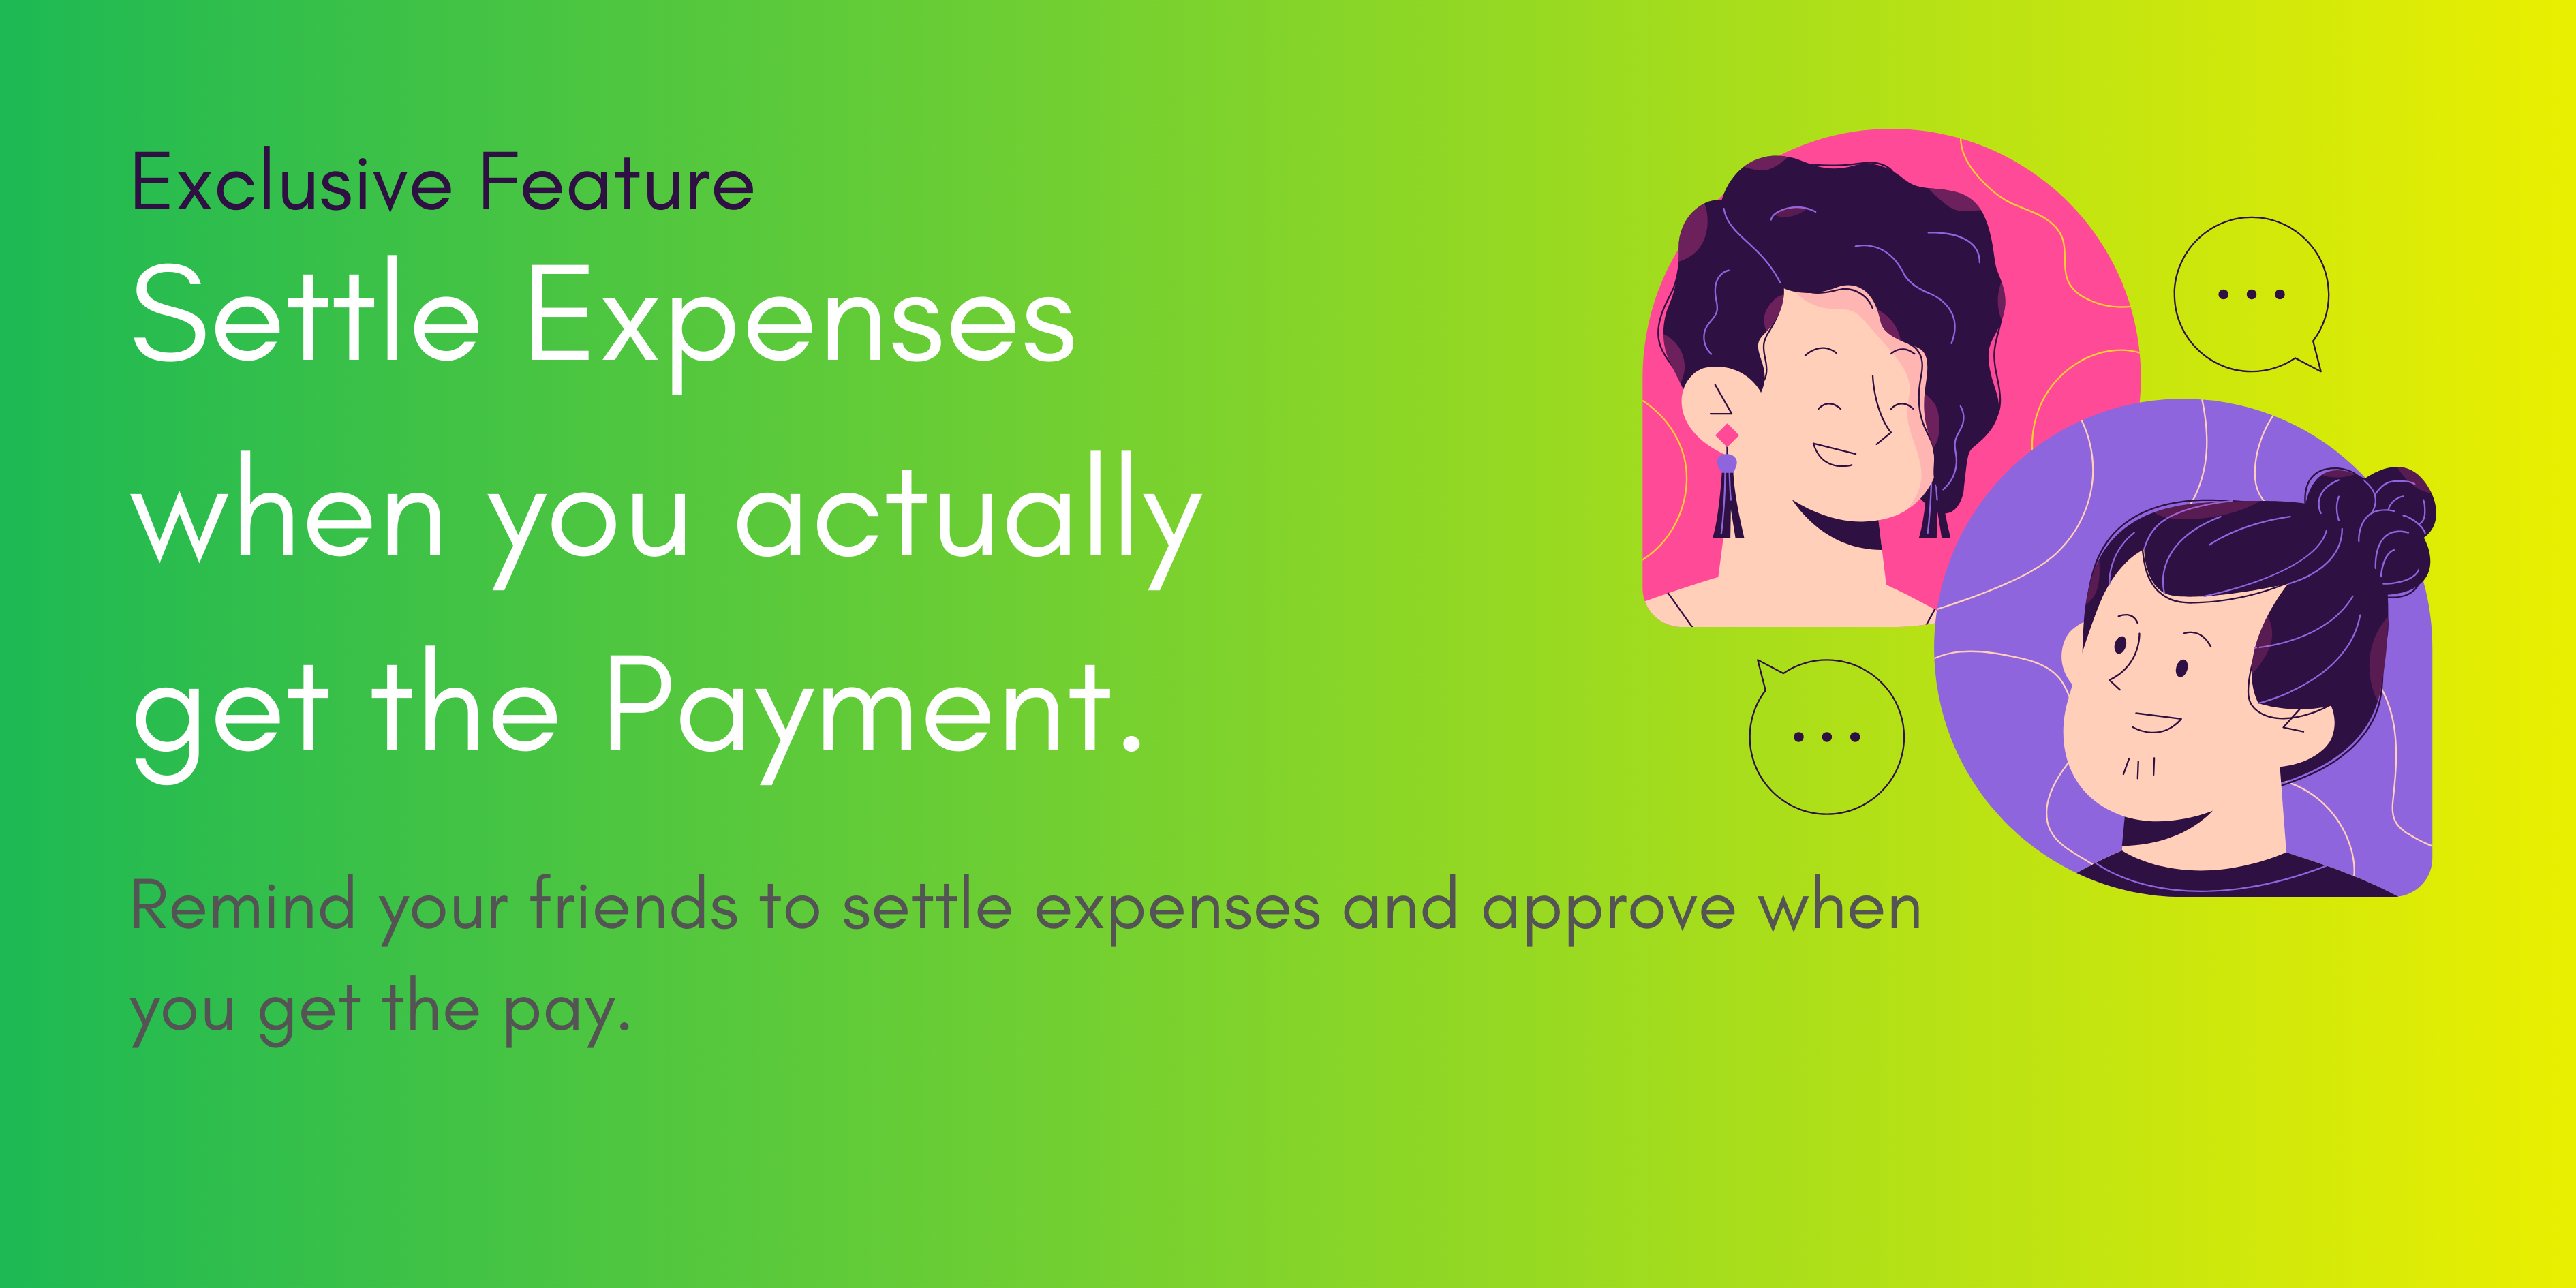 Exclusive Feature
Settle Expenses
when you actually
get the Payment.
Remind your friends to settle expenses and approve when
you get the pay.